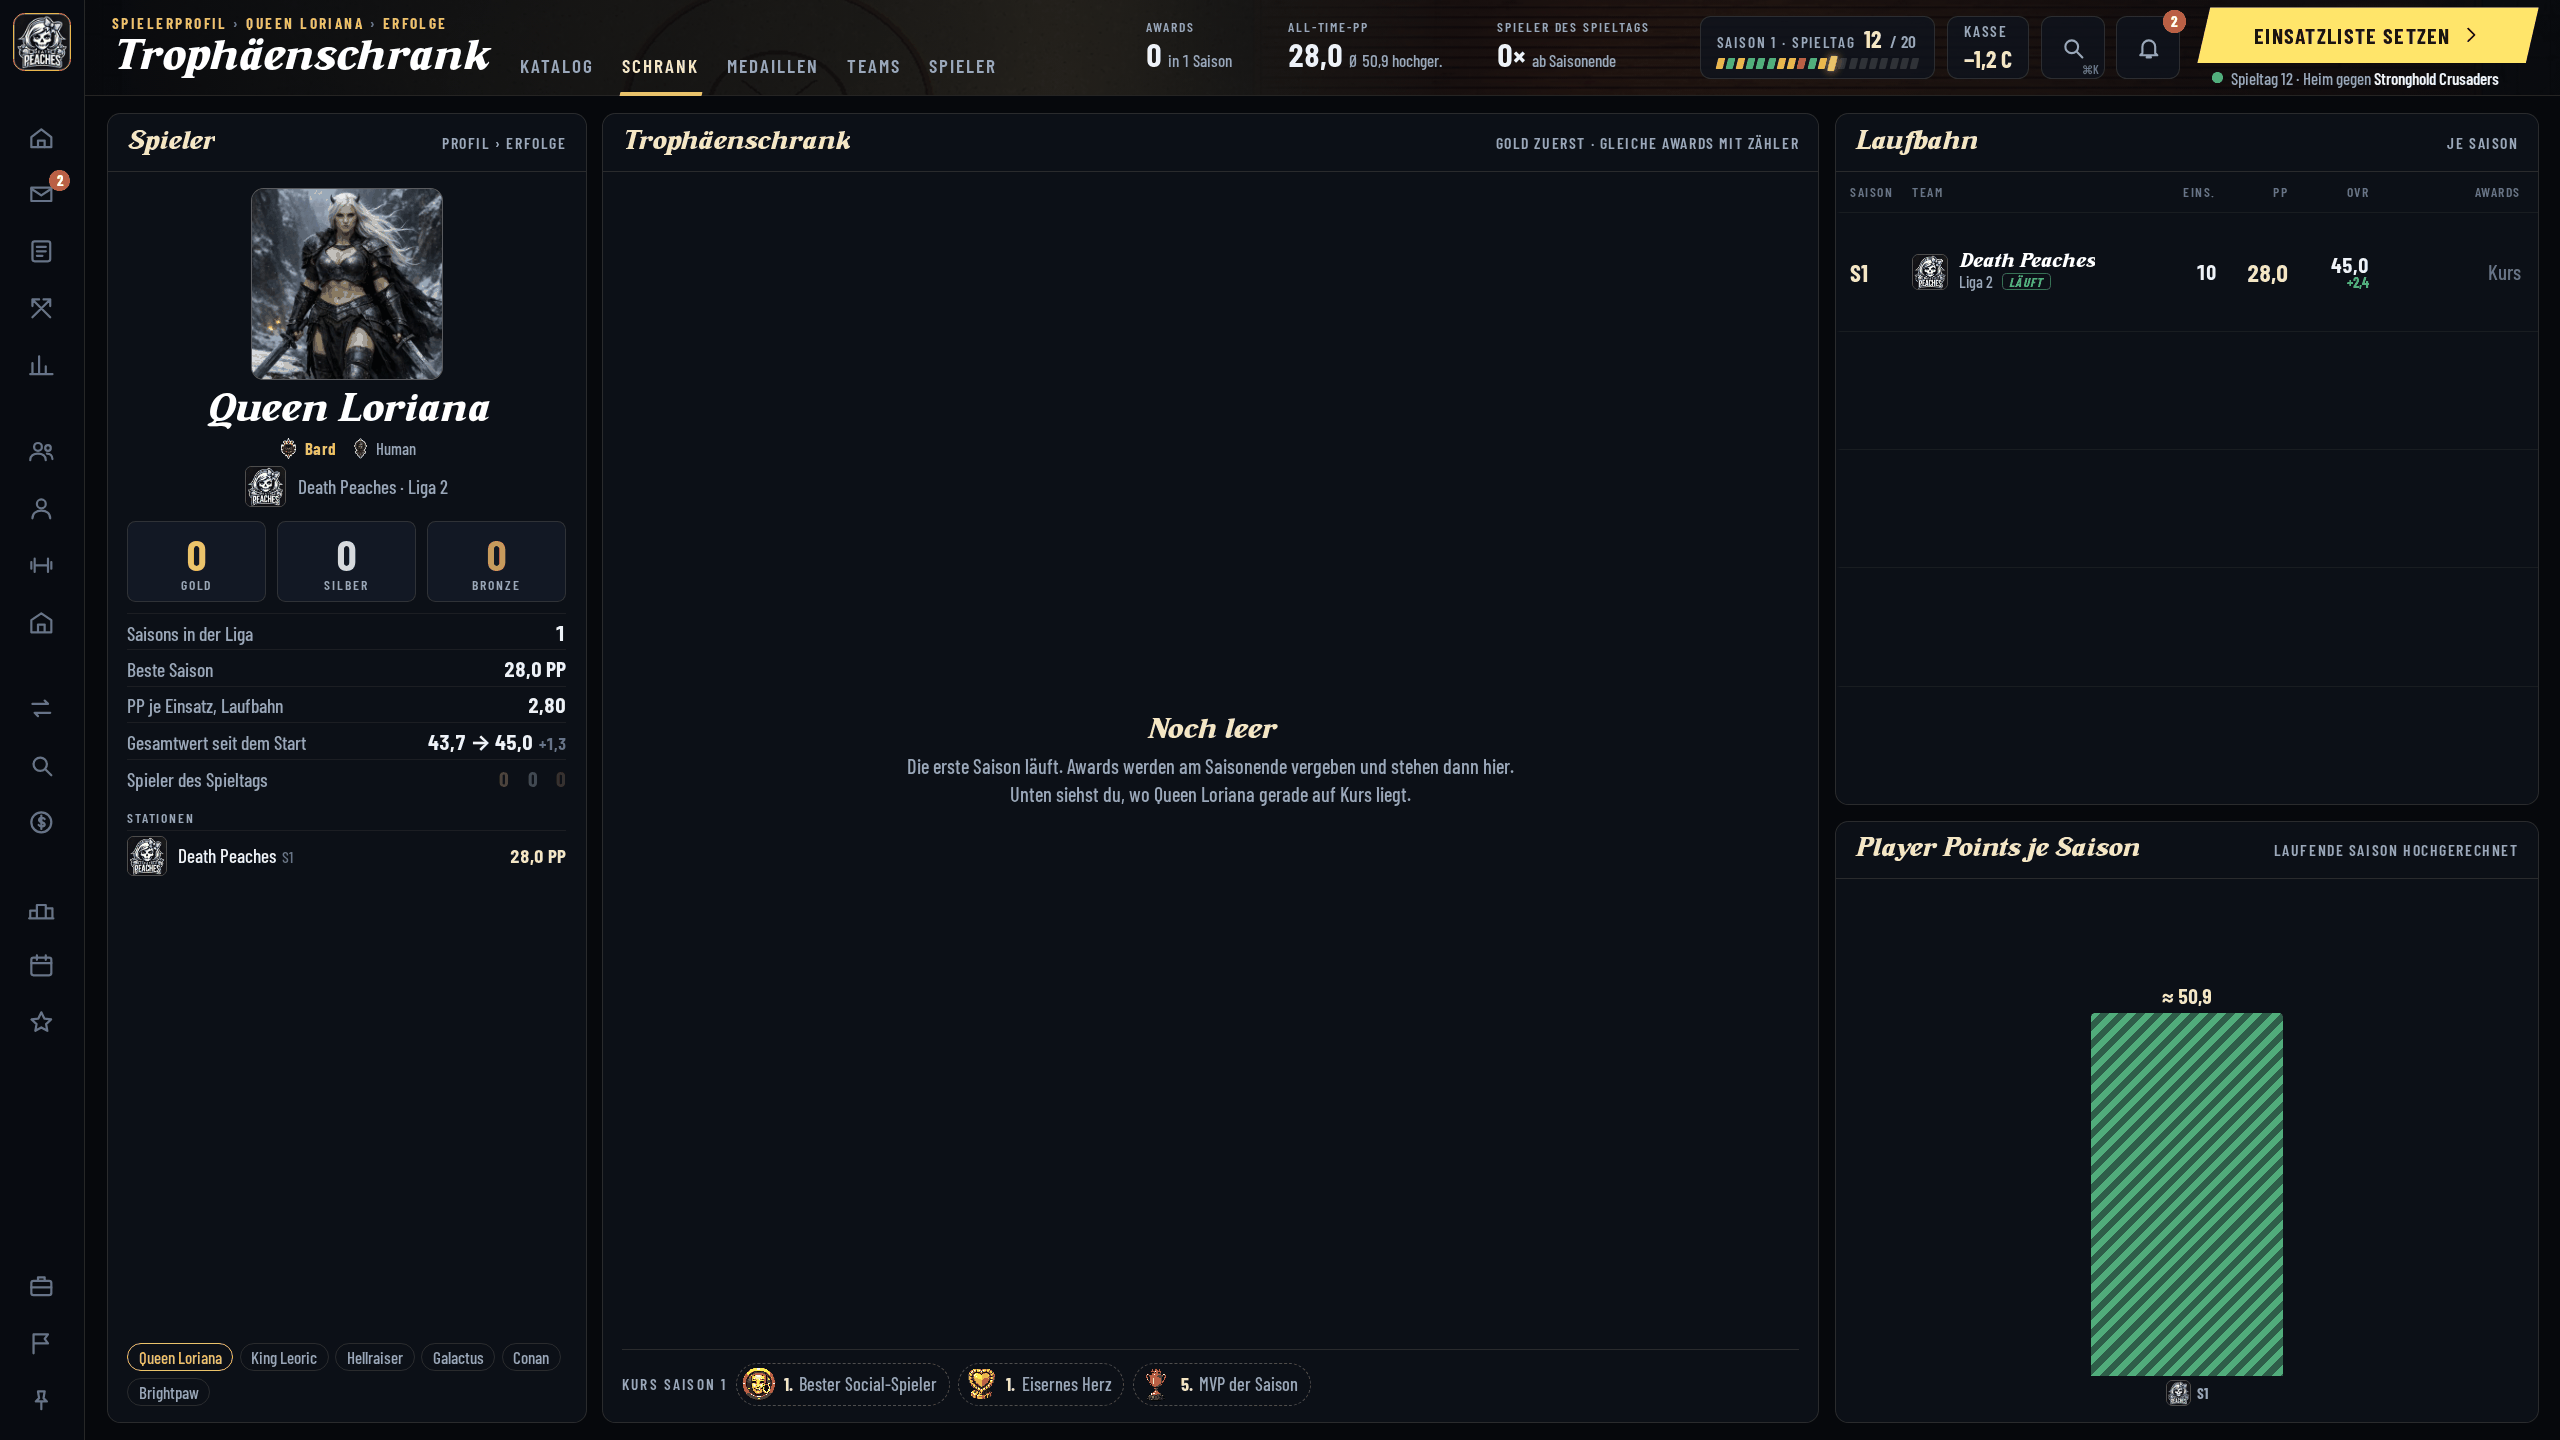 SPIELERPROFIL › QUEEN LORIANA › ERFOLGE
Trophäenschrank
KATALOG SCHRANK MEDAILLEN TEAMS SPIELER
AWARDS
0 in 1 Saison
ALL-TIME-PP
28,0 Ø 50,9 hochger.
SPIELER DES SPIELTAGS
0× ab Saisonende
SAISON 1 · SPIELTAG 12 / 20
KASSE
−1,2 C
⌘K
2
EINSATZLISTE SETZEN
Spieltag 12 · Heim gegen Stronghold Crusaders
PEACHES
2
Spieler
PROFIL › ERFOLGE
Queen Loriana
Bard Human
PEACHES
Death Peaches · Liga 2
0 GOLD
0 SILBER
0 BRONZE
Saisons in der Liga 1
Beste Saison 28,0 PP
PP je Einsatz, Laufbahn 2,80
Gesamtwert seit dem Start 43,7 → 45,0 +1,3
Spieler des Spieltags 0 0 0
STATIONEN
PEACHES
Death Peaches S1 28,0 PP
Queen Loriana King Leoric Hellraiser Galactus Conan
Brightpaw
Trophäenschrank
GOLD ZUERST · GLEICHE AWARDS MIT ZÄHLER
Noch leer
Die erste Saison läuft. Awards werden am Saisonende vergeben und stehen dann hier.
Unten siehst du, wo Queen Loriana gerade auf Kurs liegt.
KURS SAISON 1 1. Bester Social-Spieler 1. Eisernes Herz 5. MVP der Saison
Laufbahn
JE SAISON
SAISON TEAM EINS. PP OVR AWARDS
S1 PEACHES Death Peaches 10 28,0 45,0 Kurs
Liga 2 LÄUFT +2,4
Player Points je Saison
LAUFENDE SAISON HOCHGERECHNET
≈ 50,9
S1